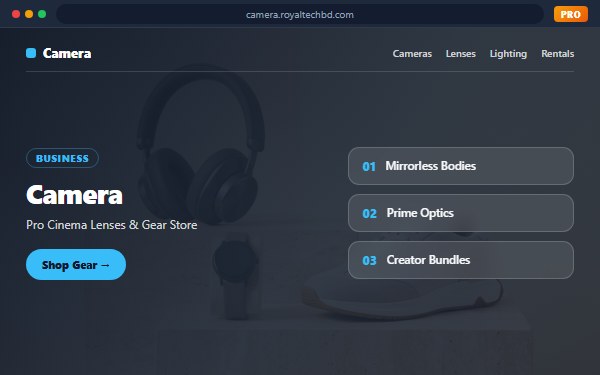 camera.royaltechbd.com
PRO
Camera
Cameras Lenses Lighting Rentals
BUSINESS
Camera
Pro Cinema Lenses & Gear Store
Shop Gear →
01 Mirrorless Bodies
02 Prime Optics
03 Creator Bundles